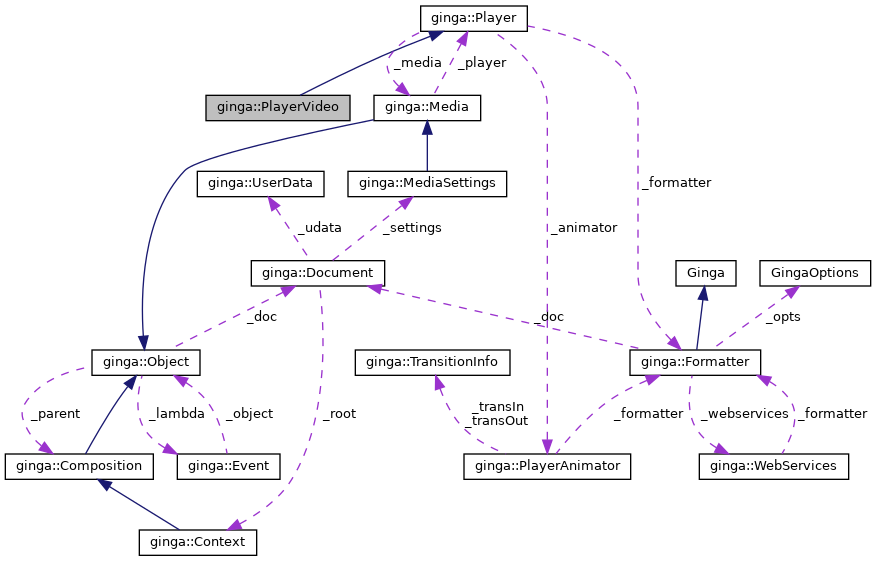 ginga::Player
_media
_player
ginga::PlayerVideo
ginga::Media
ginga::UserData
ginga::MediaSettings
_formatter
_udata
_settings
_animator
ginga::Document
Ginga
GingaOptions
_doc
_doc
_opts
ginga::Object
ginga::TransitionInfo
ginga::Formatter
_parent
_lambda
_object
_root
_transIn
_transOut
_formatter
_webservices
_formatter
ginga::Composition
ginga::Event
ginga::PlayerAnimator
ginga::WebServices
ginga::Context